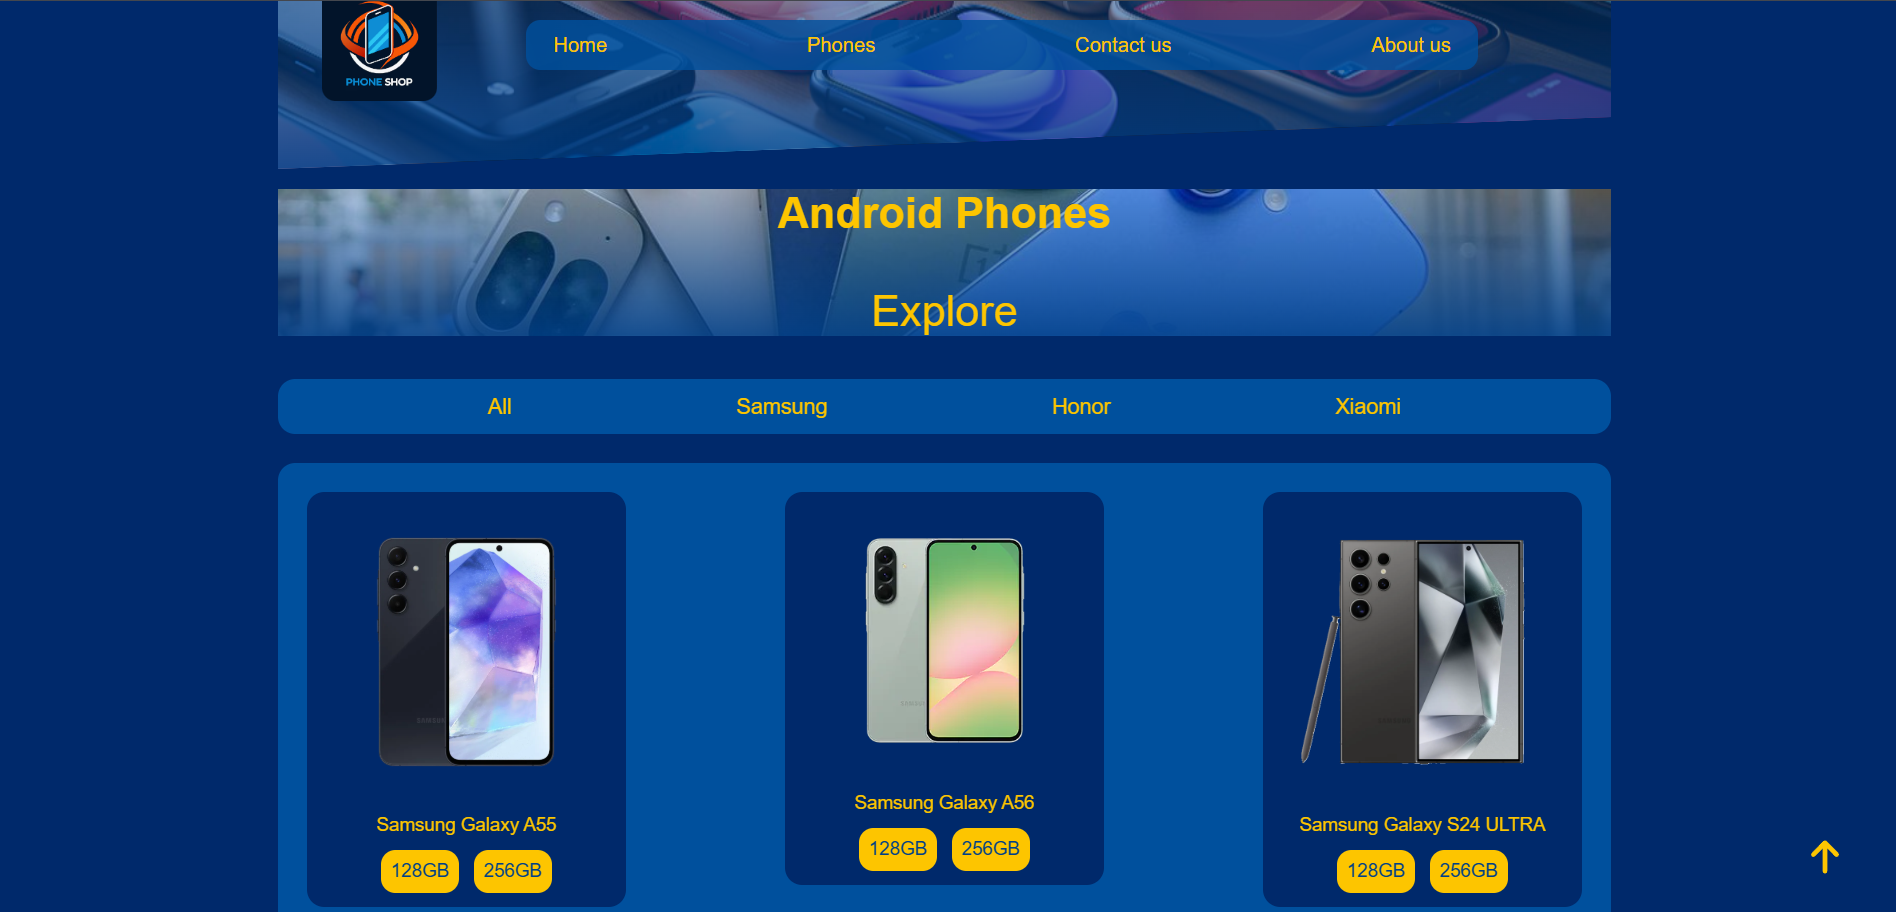 PHONE SHOP
Home Phones Contact us About us
Android Phones
Explore
All Samsung Honor Xiaomi
Samsung Galaxy A55
128GB 256GB
Samsung Galaxy A56
128GB 256GB
Samsung Galaxy S24 ULTRA
128GB 256GB